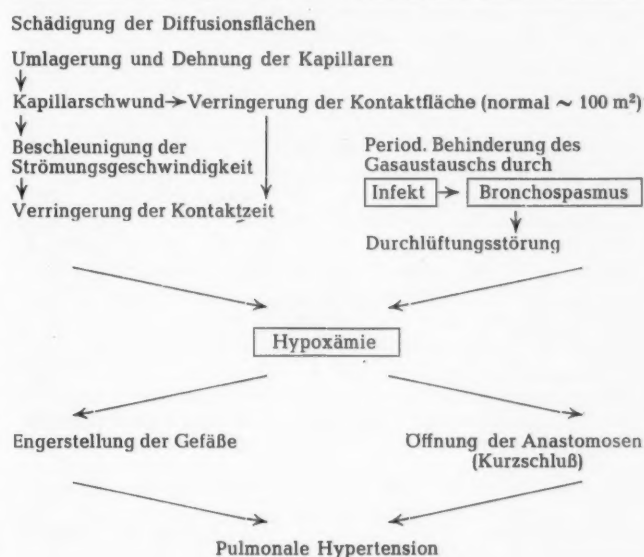 Schädigung der Diffusionsflächen
Umlagerung und Dehnung der Kapillaren
Kapillarschwund → Verringerung der Kontaktfläche (normal ~ 100 m²)
Beschleunigung der
Strömungsgeschwindigkeit
Verringerung der Kontaktzeit
Period. Behinderung des
Gasaustauschs durch
Infekt → Bronchospasmus
Durchlüftungsstörung
Hypoxämie
Engerstellung der Gefäße
Öffnung der Anastomosen
(Kurzschluß)
Pulmonale Hypertension